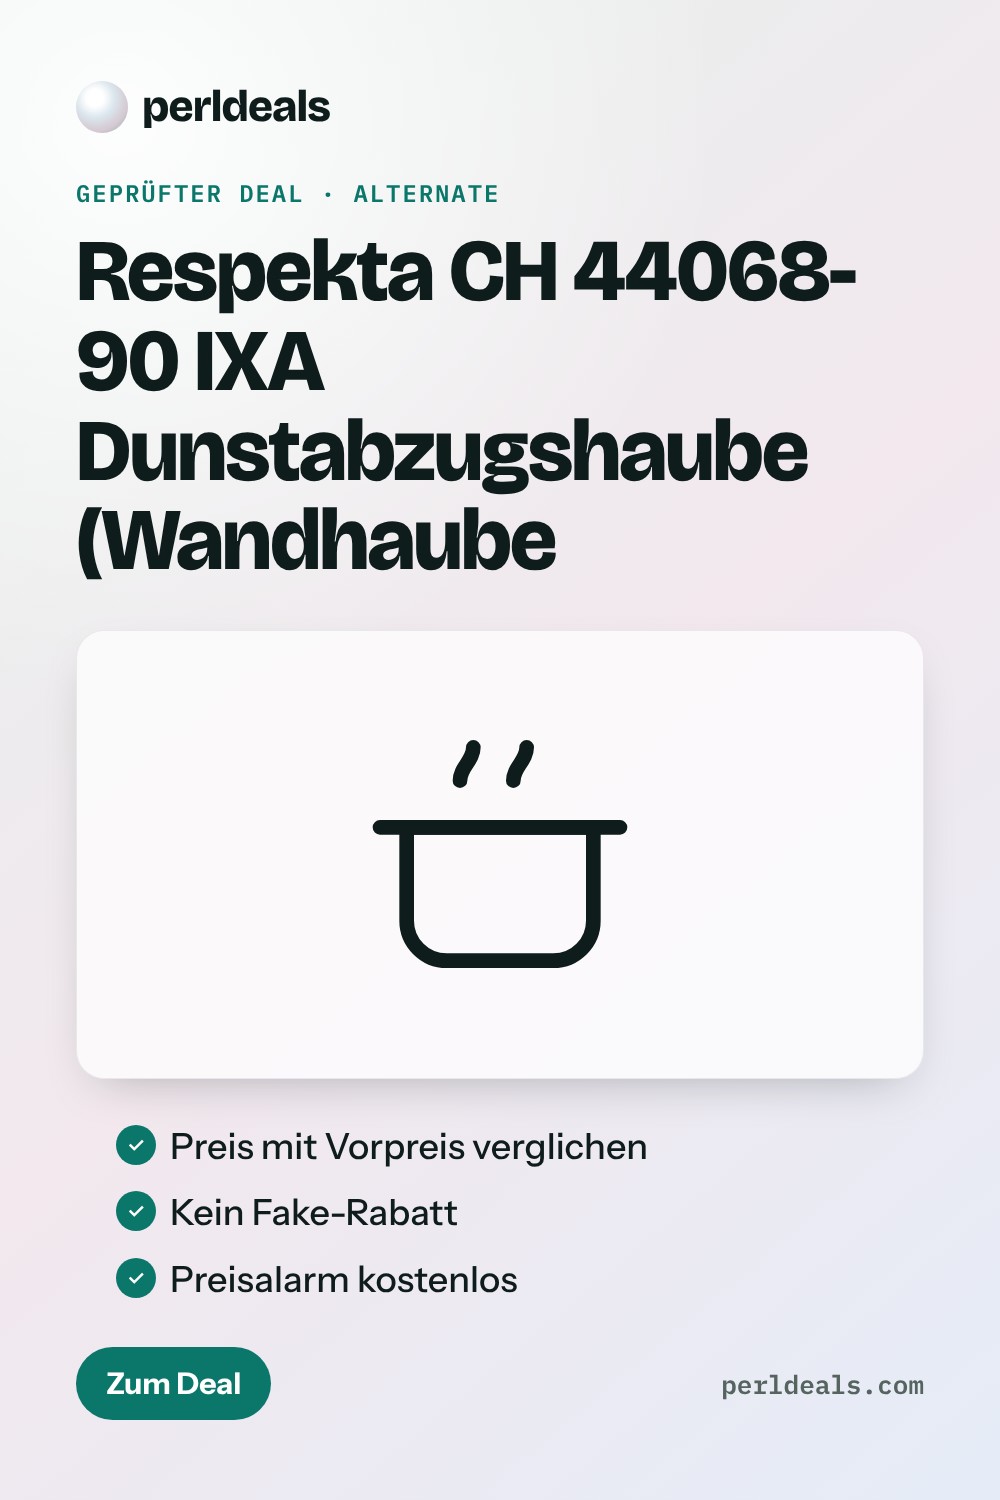 perldeals
GEPRÜFTER DEAL · ALTERNATE
Respekta CH 44068-
90 IXA
Dunstabzugshaube
(Wandhaube
Preis mit Vorpreis verglichen
Kein Fake-Rabatt
Preisalarm kostenlos
Zum Deal
perldeals.com